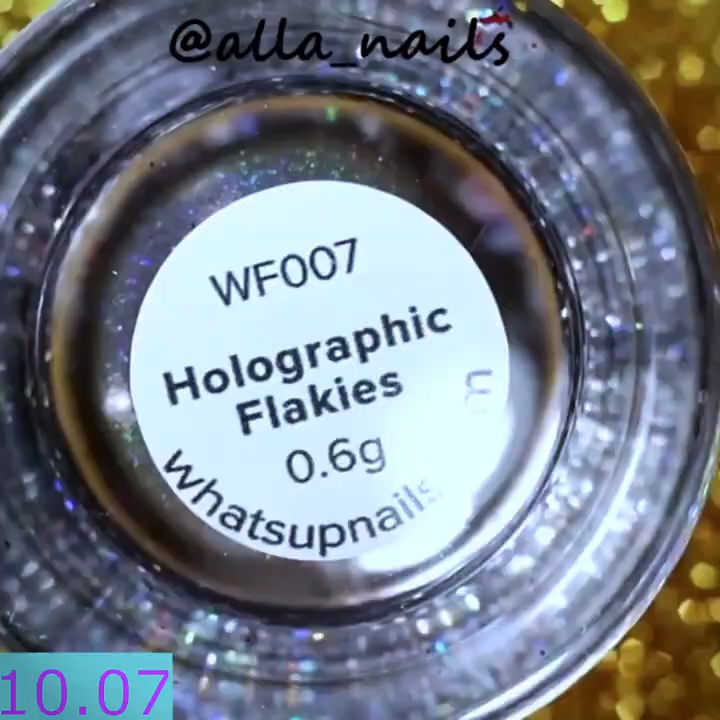 @alla_nails
WF007
Holographic
Flakies
0.6g
whatsupnails
10.07